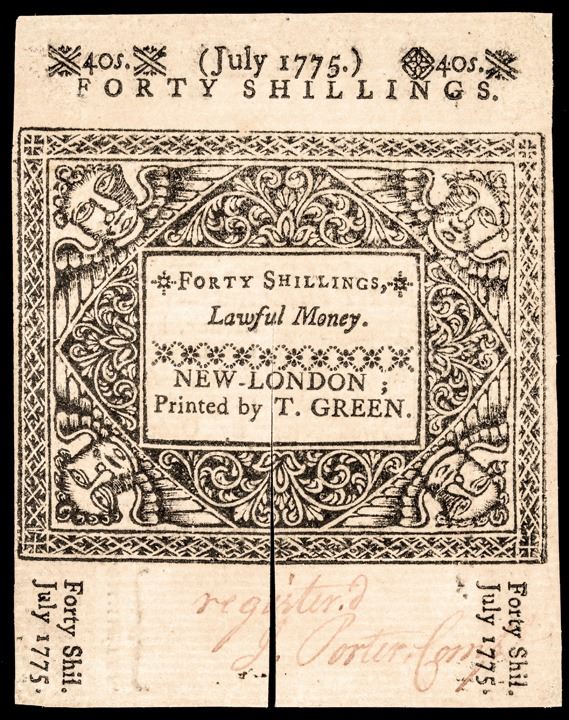 40s. (July 1775.) 40s.
FORTY SHILLINGS.
FORTY SHILLINGS,
Lawful Money.
NEW-LONDON ;
Printed by T. GREEN.
Forty Shil.
July 1775.
register.d
J. Porter. Com
Forty Shil.
July 1775.